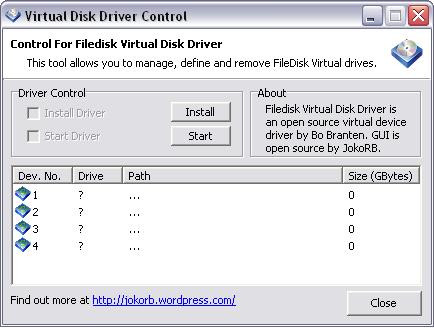 Virtual Disk Driver Control
Control For Filedisk Virtual Disk Driver
This tool allows you to manage, define and remove FileDisk Virtual drives.
Driver Control
Install Driver
Install
Start Driver
Start
About
Filedisk Virtual Disk Driver is
an open source virtual device
driver by Bo Branten. GUI is
open source by JokoRB.
Dev. No. Drive Path Size (GBytes)
1 ? ... 0
2 ? ... 0
3 ? ... 0
4 ? ... 0
Find out more at http://jokorb.wordpress.com/
Close